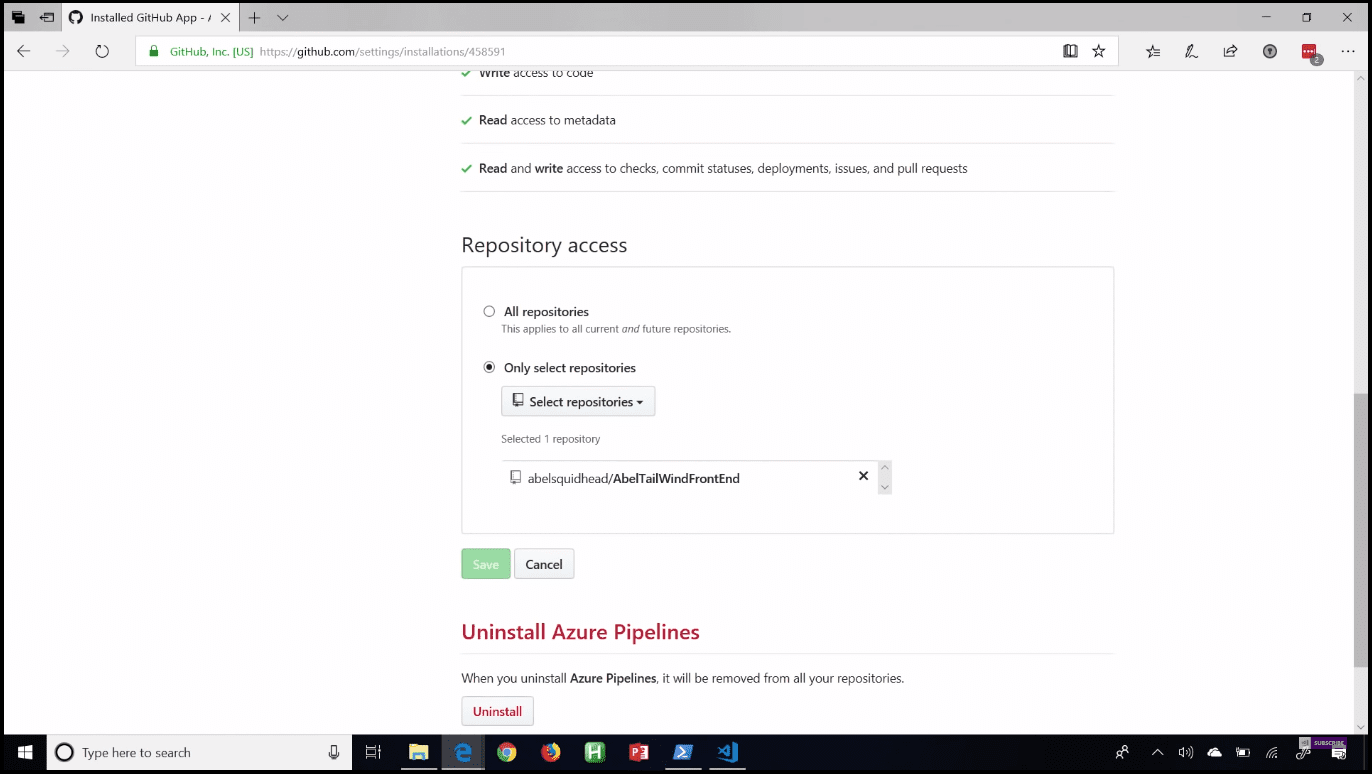 Installed GitHub App - A
GitHub, Inc. [US] https://github.com/settings/installations/458591
2
Write access to code
Read access to metadata
Read and write access to checks, commit statuses, deployments, issues, and pull requests
Repository access
All repositories
This applies to all current and future repositories.
Only select repositories
Select repositories
Selected 1 repository
abelsquidhead/AbelTailWindFrontEnd
Save Cancel
Uninstall Azure Pipelines
When you uninstall Azure Pipelines, it will be removed from all your repositories.
Uninstall
Type here to search
SUBSCRIBE